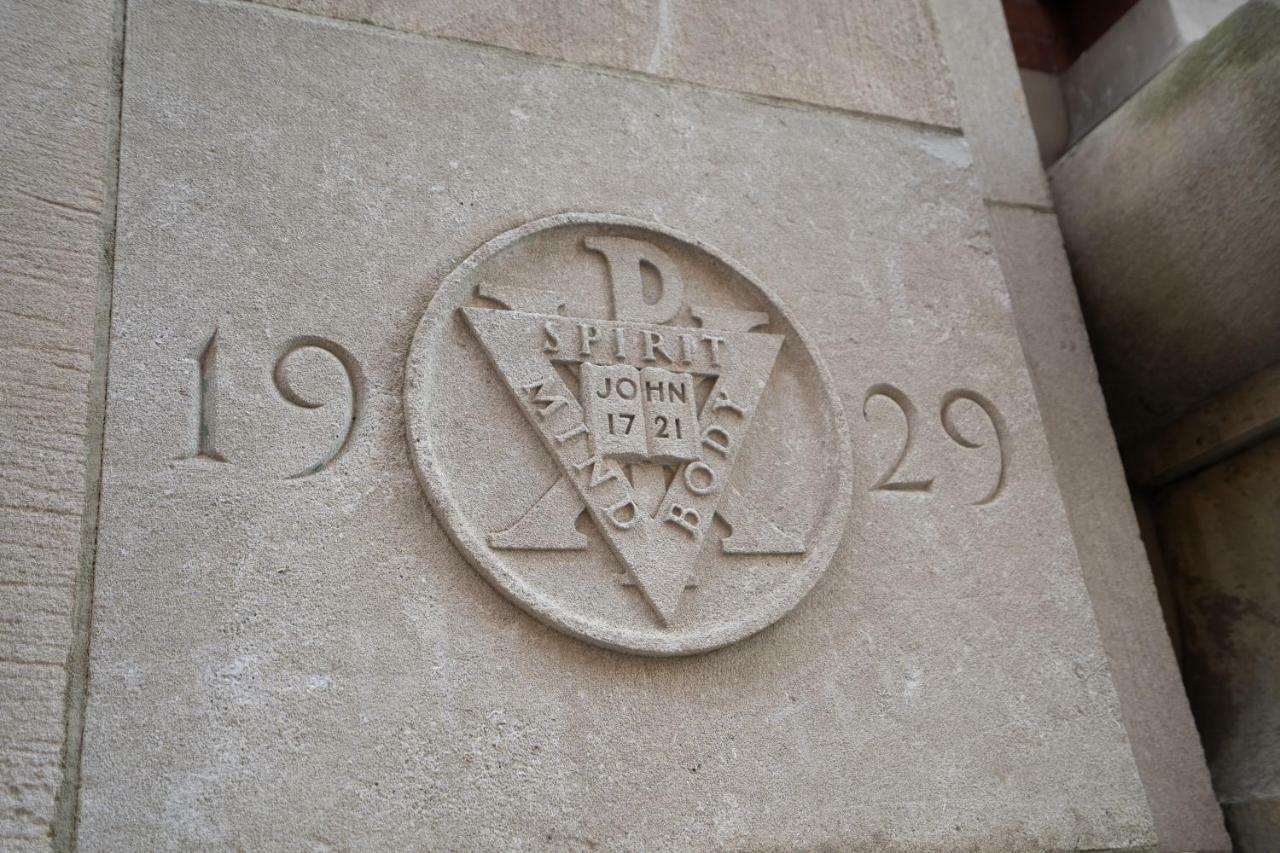 19 29
SPIRIT
MIND
BODY
JOHN
17 21